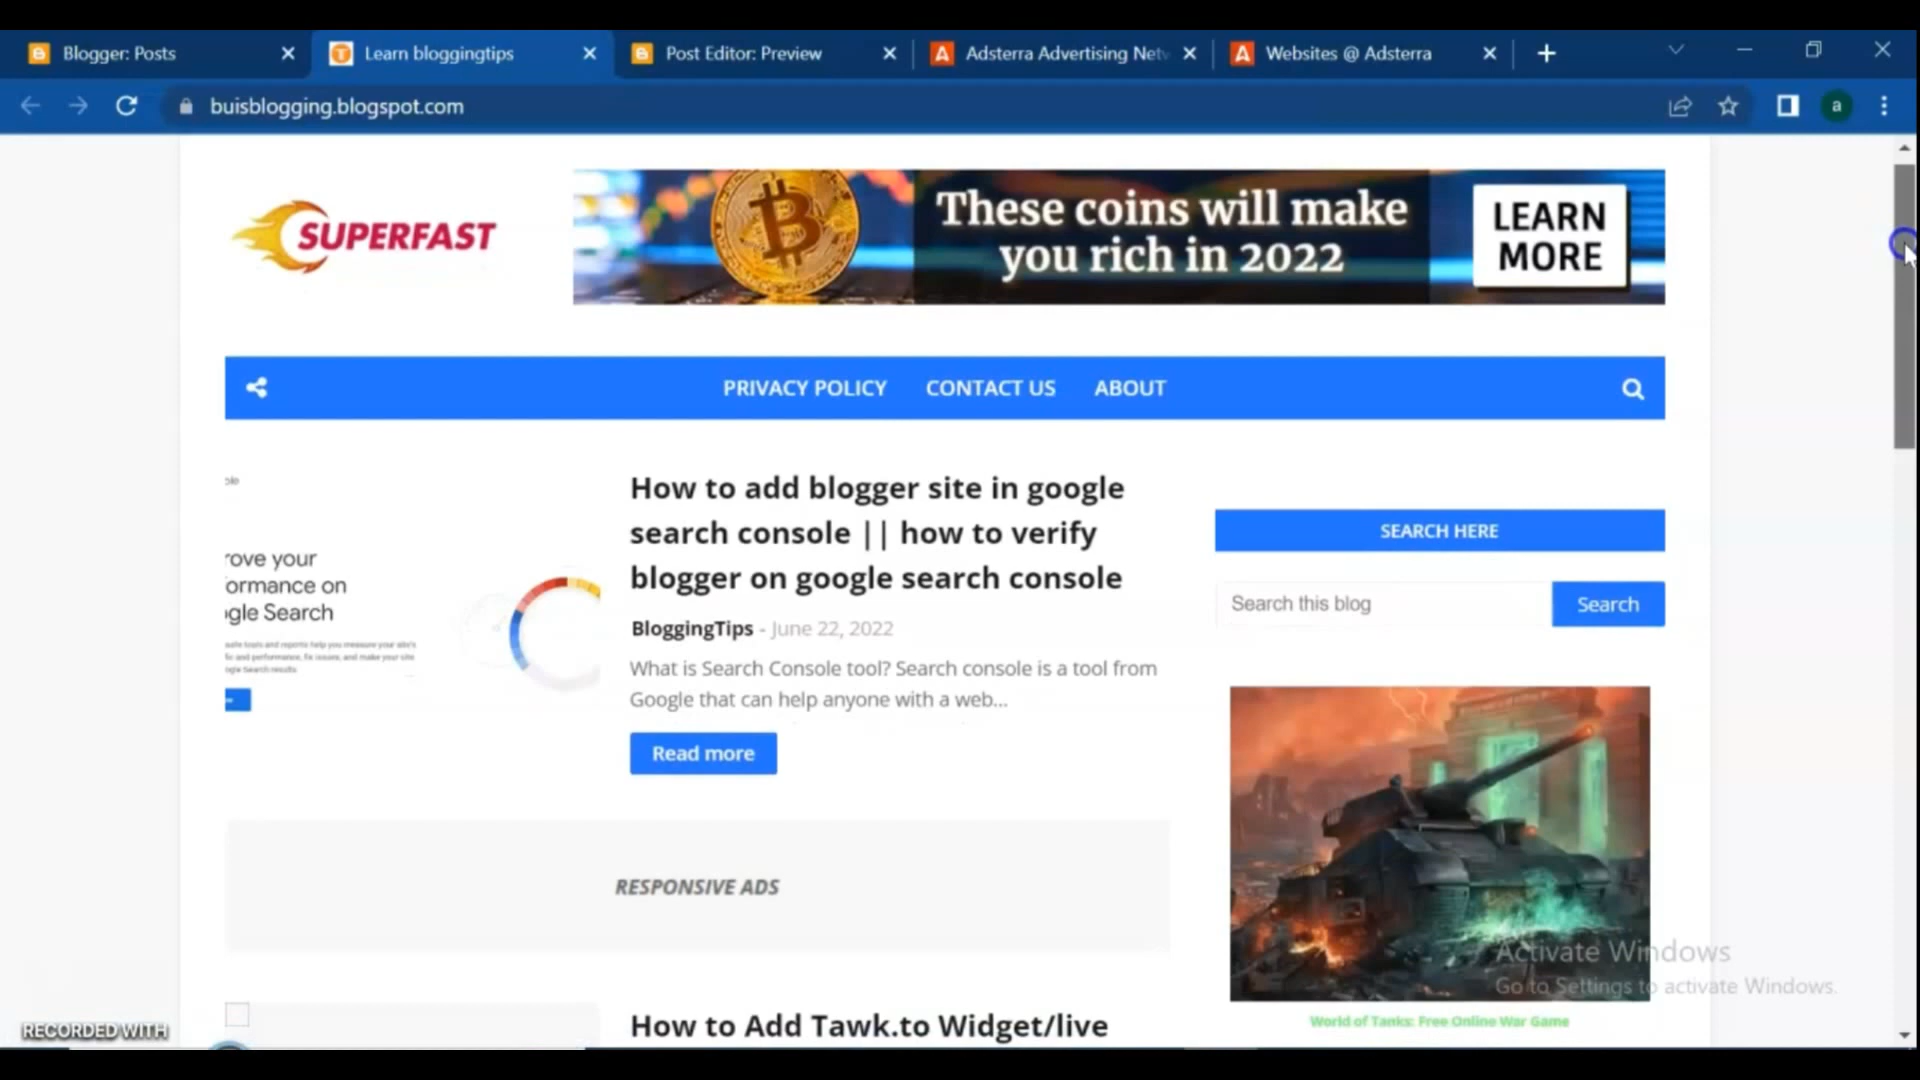 Blogger: Posts
Learn bloggingtips
Post Editor: Preview
Adsterra Advertising Netw
Websites @ Adsterra
buisblogging.blogspot.com
a
SUPERFAST
These coins will make
you rich in 2022
LEARN
MORE
PRIVACY POLICY
CONTACT US
ABOUT
rove your
ormance on
gle Search
How to add blogger site in google
search console || how to verify
blogger on google search console
BloggingTips - June 22, 2022
What is Search Console tool? Search console is a tool from
Google that can help anyone with a web...
Read more
SEARCH HERE
Search this blog
Search
RESPONSIVE ADS
Activate Windows
Go to Settings to activate Windows.
World of Tanks: Free Online War Game
How to Add Tawk.to Widget/live
RECORDED WITH